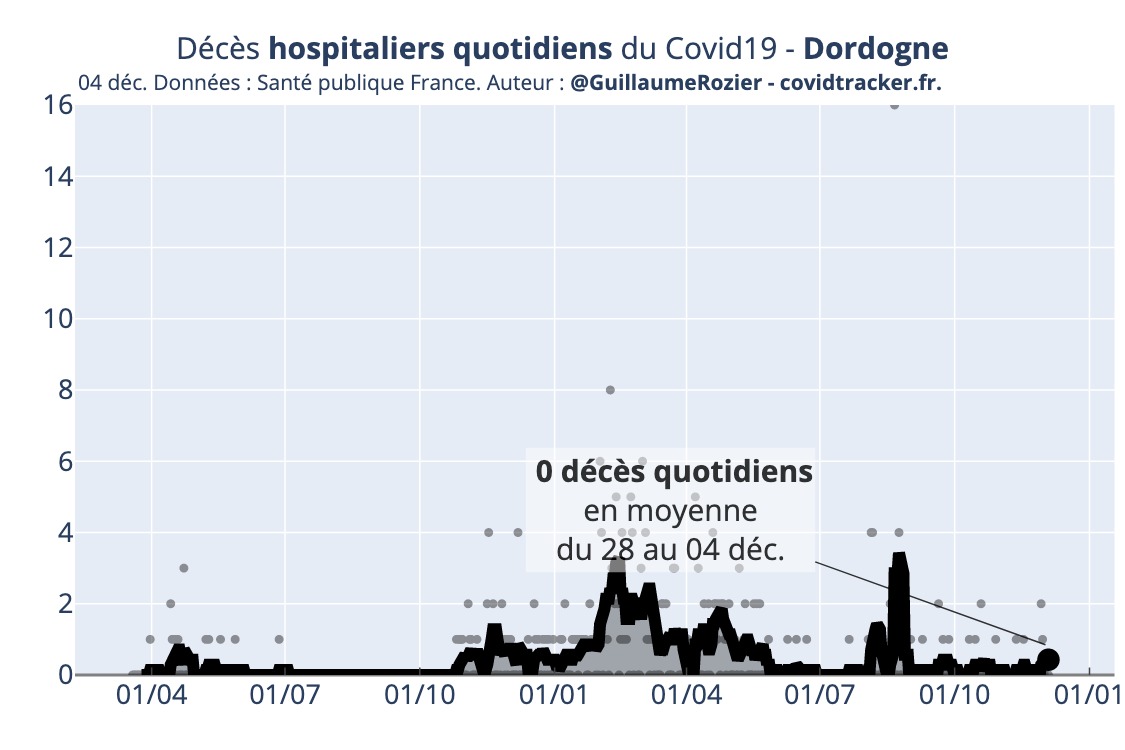 Décès hospitaliers quotidiens du Covid19 - Dordogne
04 déc. Données : Santé publique France. Auteur : @GuillaumeRozier - covidtracker.fr.
16
14
12
10
8
6
4
2
0
0 décès quotidiens
en moyenne
du 28 au 04 déc.
01/04 01/07 01/10 01/01 01/04 01/07 01/10 01/01